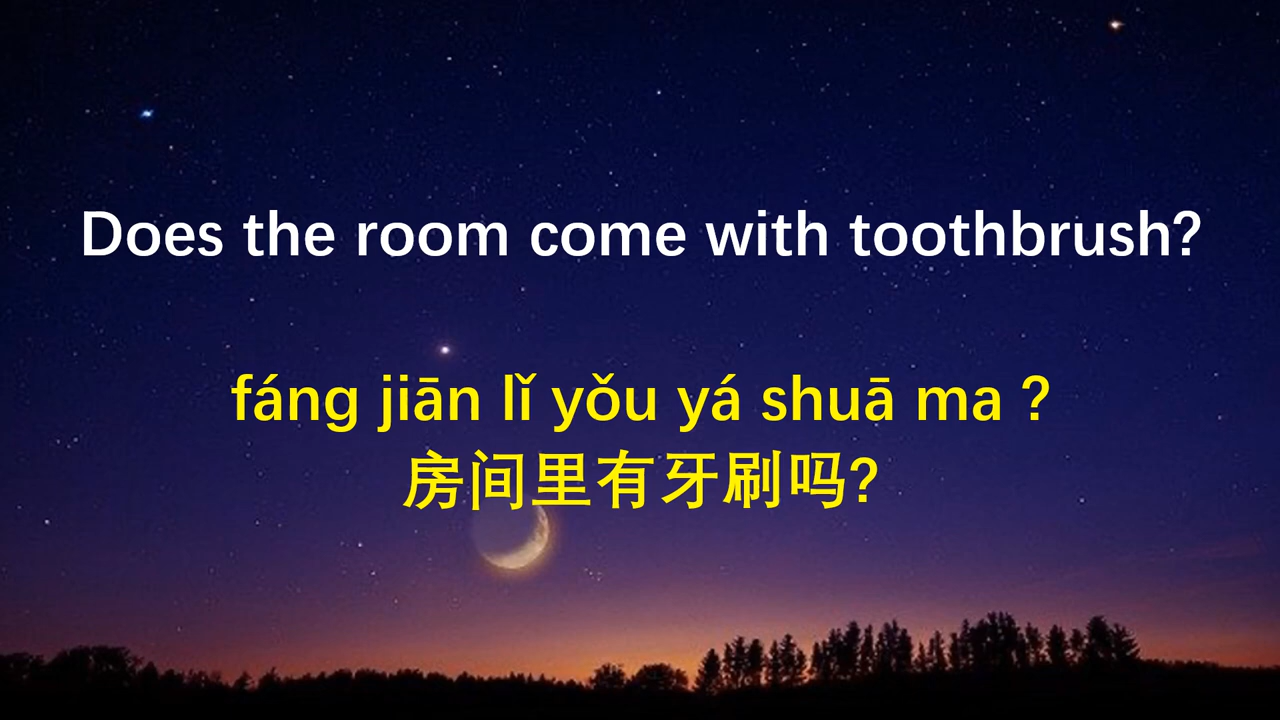 Does the room come with toothbrush?
fáng jiān lǐ yǒu yá shuā ma ?
房间里有牙刷吗?